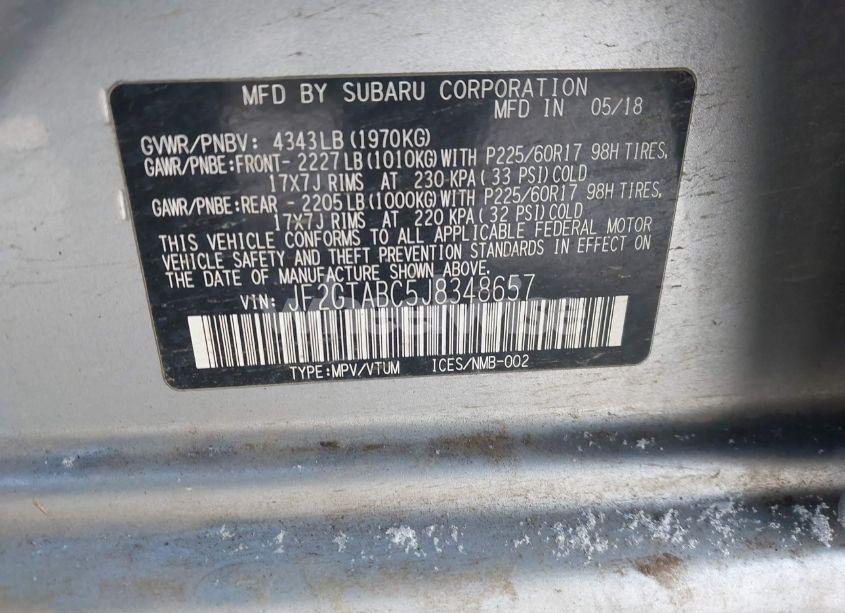 MFD BY SUBARU CORPORATION
MFD IN 05/18
GVWR/PNBV: 4343LB (1970KG)
GAWR/PNBE:FRONT- 2227LB (1010KG) WITH P225/60R17 98H TIRES,
17X7J RIMS AT 230 KPA ( 33 PSI) COLD
GAWR/PNBE:REAR - 2205LB (1000KG) WITH P225/60R17 98H TIRES,
17X7J RIMS AT 220 KPA ( 32 PSI) COLD
THIS VEHICLE CONFORMS TO ALL APPLICABLE FEDERAL MOTOR
VEHICLE SAFETY AND THEFT PREVENTION STANDARDS IN EFFECT ON
THE DATE OF MANUFACTURE SHOWN ABOVE.
VIN: JF2GTABC5J8348657
TYPE:MPV/VTUM ICES/NMB-002